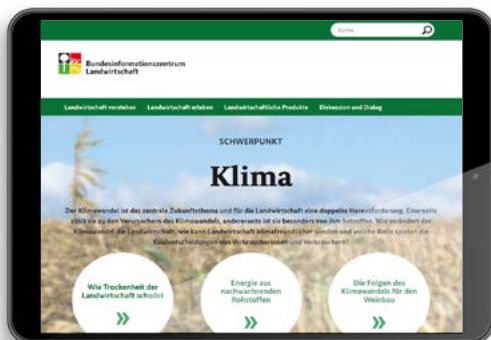 Suche
Bundesinformationszentrum
Landwirtschaft
Landwirtschaft verstehen Landwirtschaft erleben Landwirtschaftliche Produkte Diskussion und Dialog
SCHWERPUNKT
Klima
Der Klimawandel ist das zentrale Zukunftsthema und für die Landwirtschaft eine doppelte Herausforderung. Einerseits
zählt sie zu den Verursachern des Klimawandels, andererseits ist sie besonders von ihm betroffen. Wie verändert der
Klimawandel die Landwirtschaft, wie kann Landwirtschaft klimafreundlicher werden und welche Rolle spielen die
Kaufentscheidungen von Verbraucherinnen und Verbrauchern?
Wie Trockenheit der
Landwirtschaft schadet
Energie aus
nachwachsenden
Rohstoffen
Die Folgen des
Klimawandels für den
Weinbau